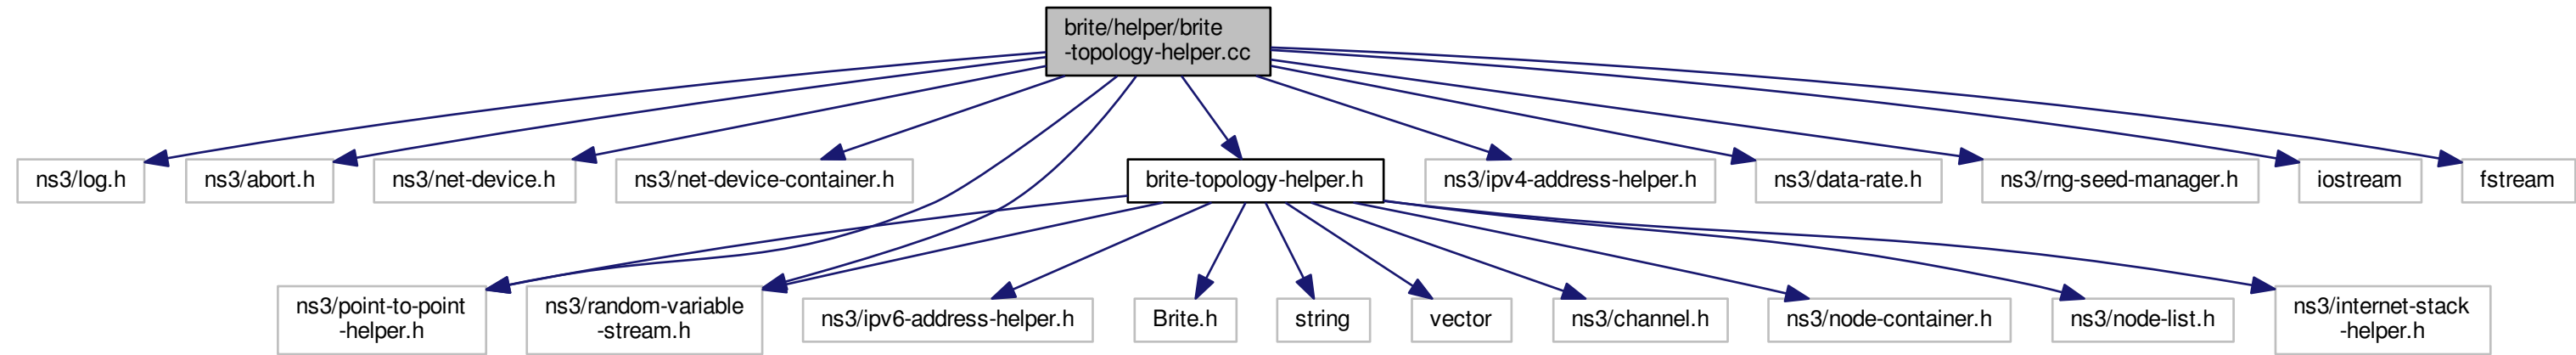 brite/helper/brite
-topology-helper.cc
ns3/log.h
ns3/abort.h
ns3/net-device.h
ns3/net-device-container.h
brite-topology-helper.h
ns3/ipv4-address-helper.h
ns3/data-rate.h
ns3/rng-seed-manager.h
iostream
fstream
ns3/point-to-point
-helper.h
ns3/random-variable
-stream.h
ns3/ipv6-address-helper.h
Brite.h
string
vector
ns3/channel.h
ns3/node-container.h
ns3/node-list.h
ns3/internet-stack
-helper.h